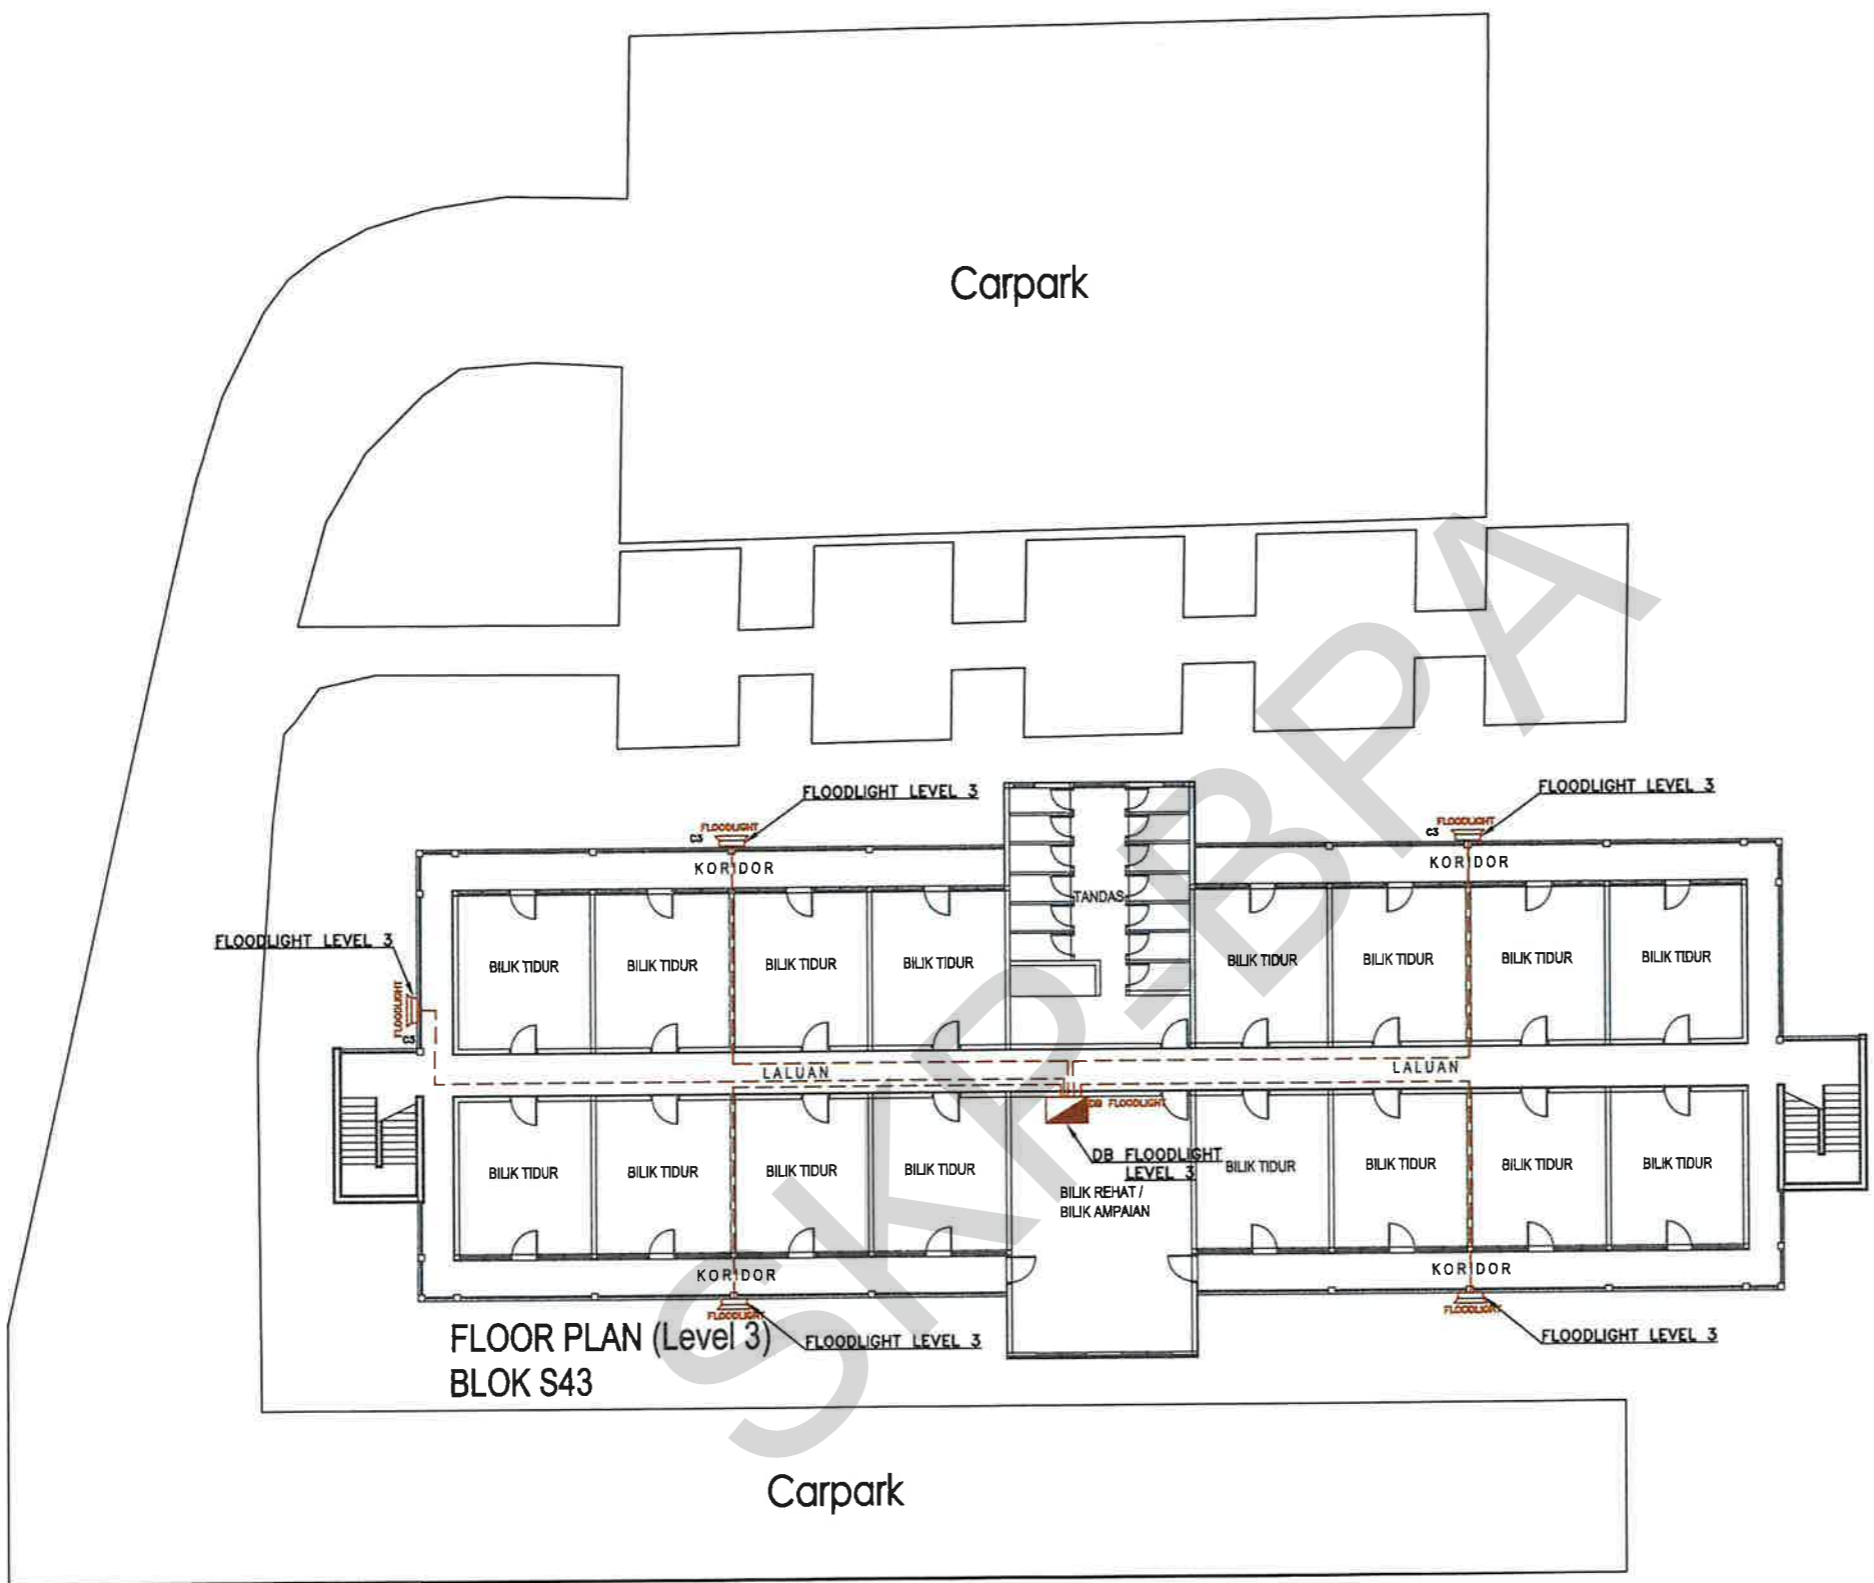 Carpark
FLOODLIGHT LEVEL 3
FLOODLIGHT LEVEL 3
FLOODLIGHT
C3
FLOODLIGHT
C3
KORIDOR
KORIDOR
TANDAS
FLOODLIGHT LEVEL 3
BILIK TIDUR
BILIK TIDUR
BILIK TIDUR
BILIK TIDUR
BILIK TIDUR
BILIK TIDUR
BILIK TIDUR
BILIK TIDUR
FLOODLIGHT
C3
LALUAN
LALUAN
DB FLOODLIGHT
DB FLOODLIGHT
LEVEL 3
BILIK TIDUR
BILIK TIDUR
BILIK TIDUR
BILIK TIDUR
BILIK TIDUR
BILIK TIDUR
BILIK TIDUR
BILIK TIDUR
BILIK REHAT /
BILIK AMPAIAN
KORIDOR
KORIDOR
FLOODLIGHT
FLOODLIGHT
FLOODLIGHT LEVEL 3
FLOODLIGHT LEVEL 3
FLOOR PLAN (Level 3)
BLOK S43
Carpark
SKP-BPA